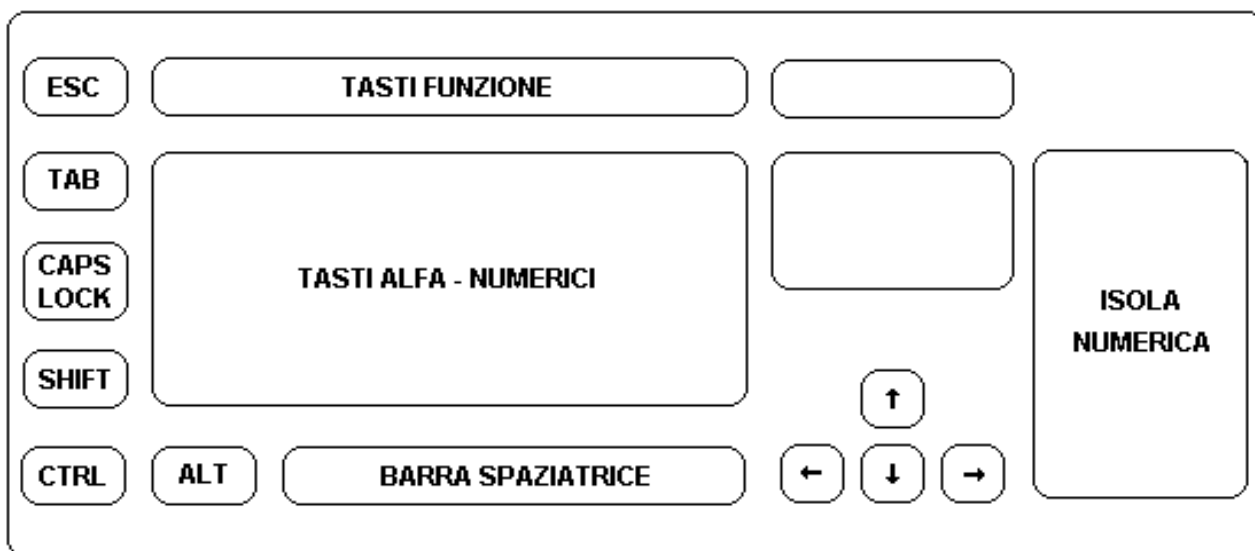 ESC
TASTI FUNZIONE
TAB
CAPS
LOCK
TASTI ALFA - NUMERICI
ISOLA
NUMERICA
SHIFT
↑
CTRL
ALT
BARRA SPAZIATRICE
← ↓ →